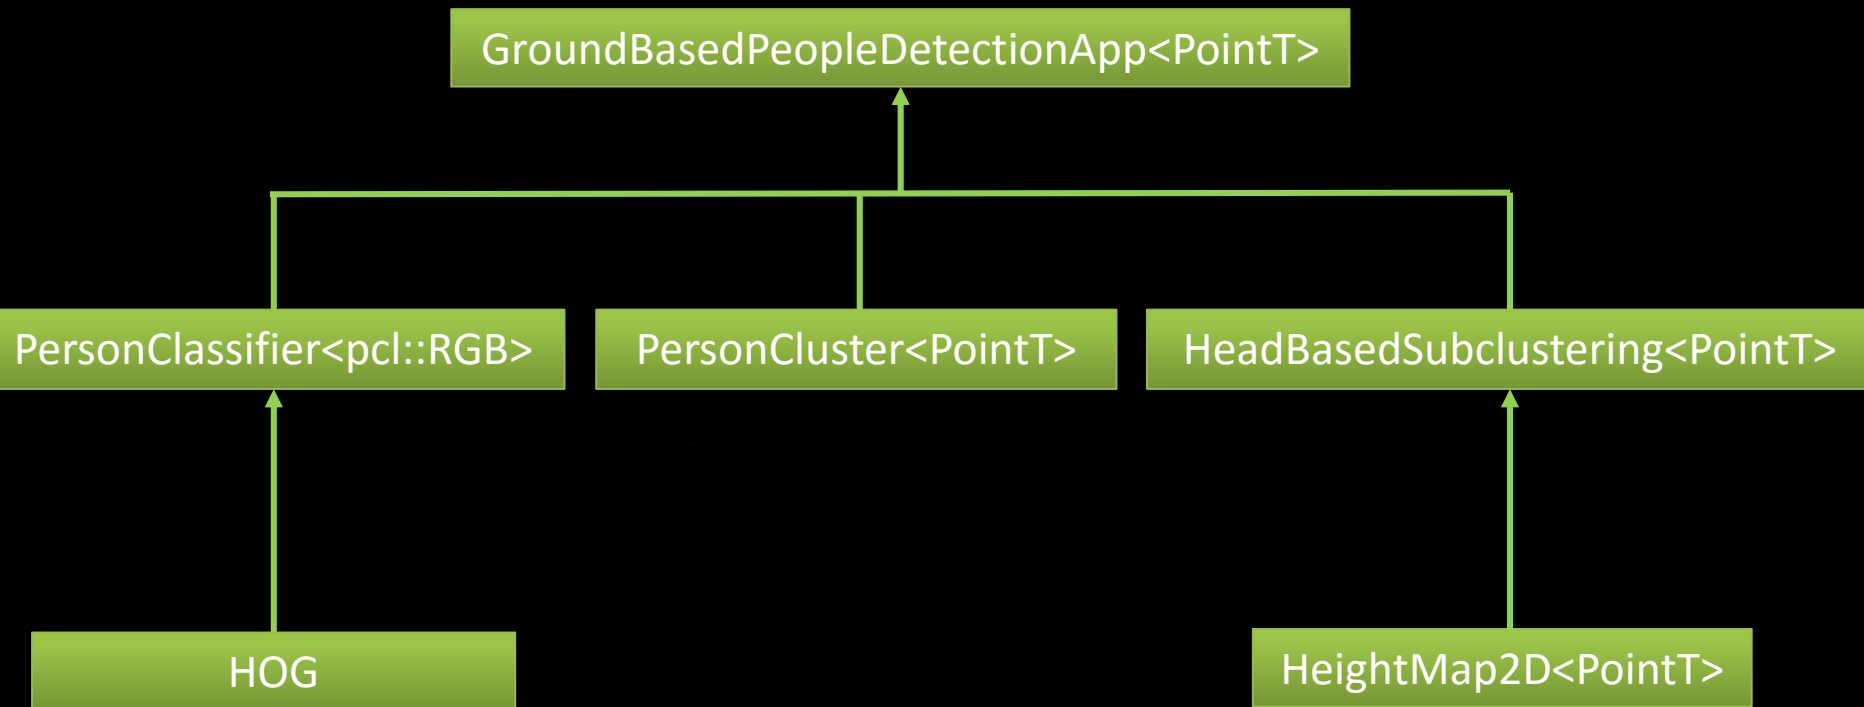 GroundBasedPeopleDetectionApp<PointT>
PersonClassifier<pcl::RGB>
PersonCluster<PointT>
HeadBasedSubclustering<PointT>
HOG
HeightMap2D<PointT>